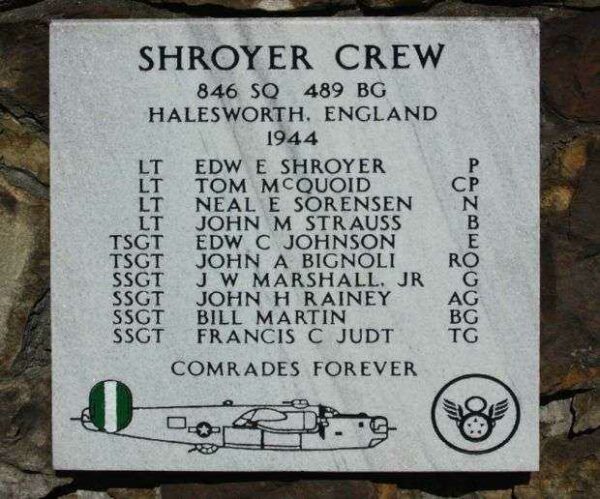 SHROYER CREW
846 SQ 489 BG
HALESWORTH, ENGLAND
1944
LT EDW E SHROYER P
LT TOM MCQUOID CP
LT NEAL E SORENSEN N
LT JOHN M STRAUSS B
TSGT EDW C JOHNSON E
TSGT JOHN A BIGNOLI RO
SSGT J W MARSHALL, JR G
SSGT JOHN H RAINEY AG
SSGT BILL MARTIN BG
SSGT FRANCIS C JUDT TG
COMRADES FOREVER